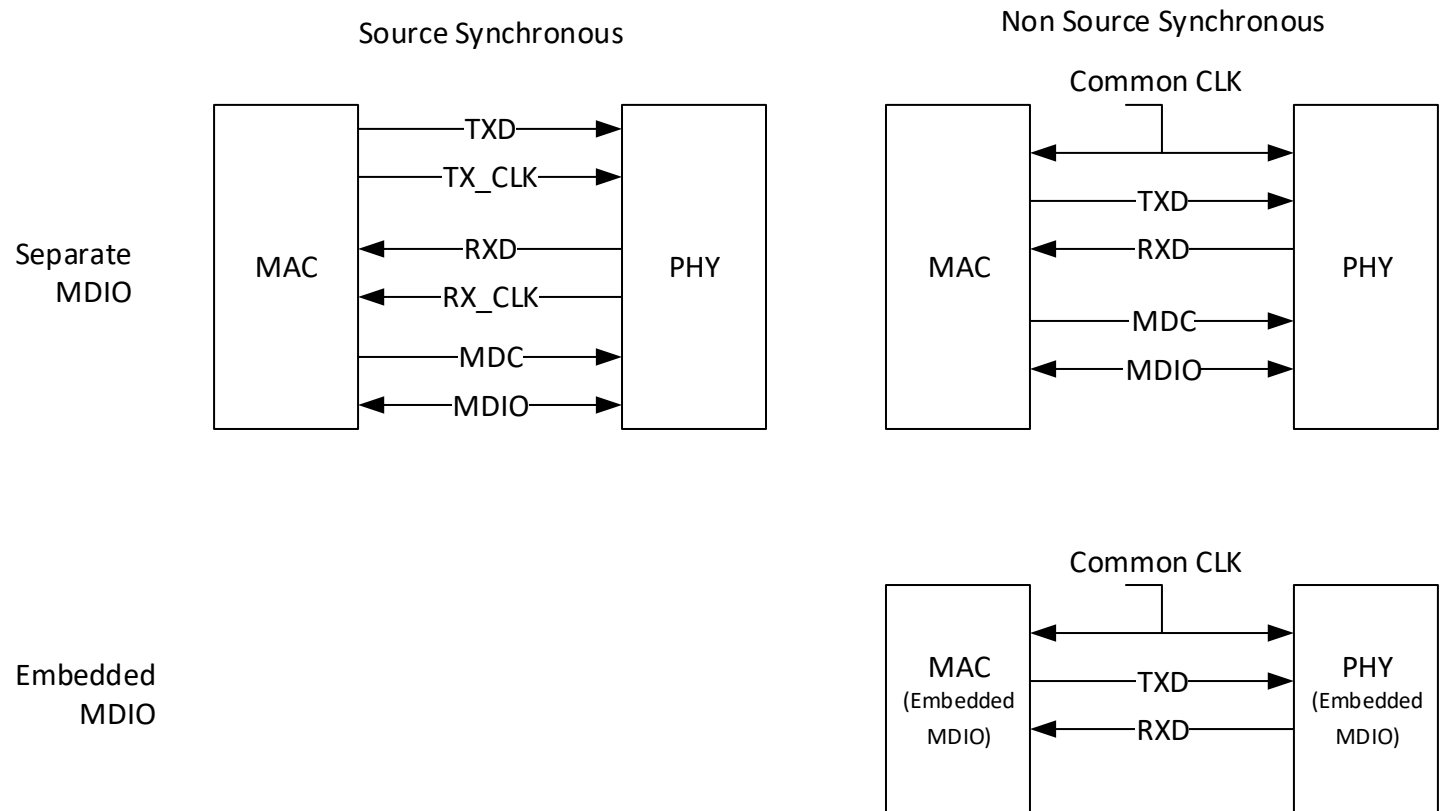 Source Synchronous
Non Source Synchronous
Separate
MDIO
MAC
TXD
TX_CLK
RXD
RX_CLK
MDC
MDIO
PHY
Common CLK
MAC
TXD
RXD
MDC
MDIO
PHY
Embedded
MDIO
Common CLK
MAC
(Embedded
MDIO)
TXD
RXD
PHY
(Embedded
MDIO)